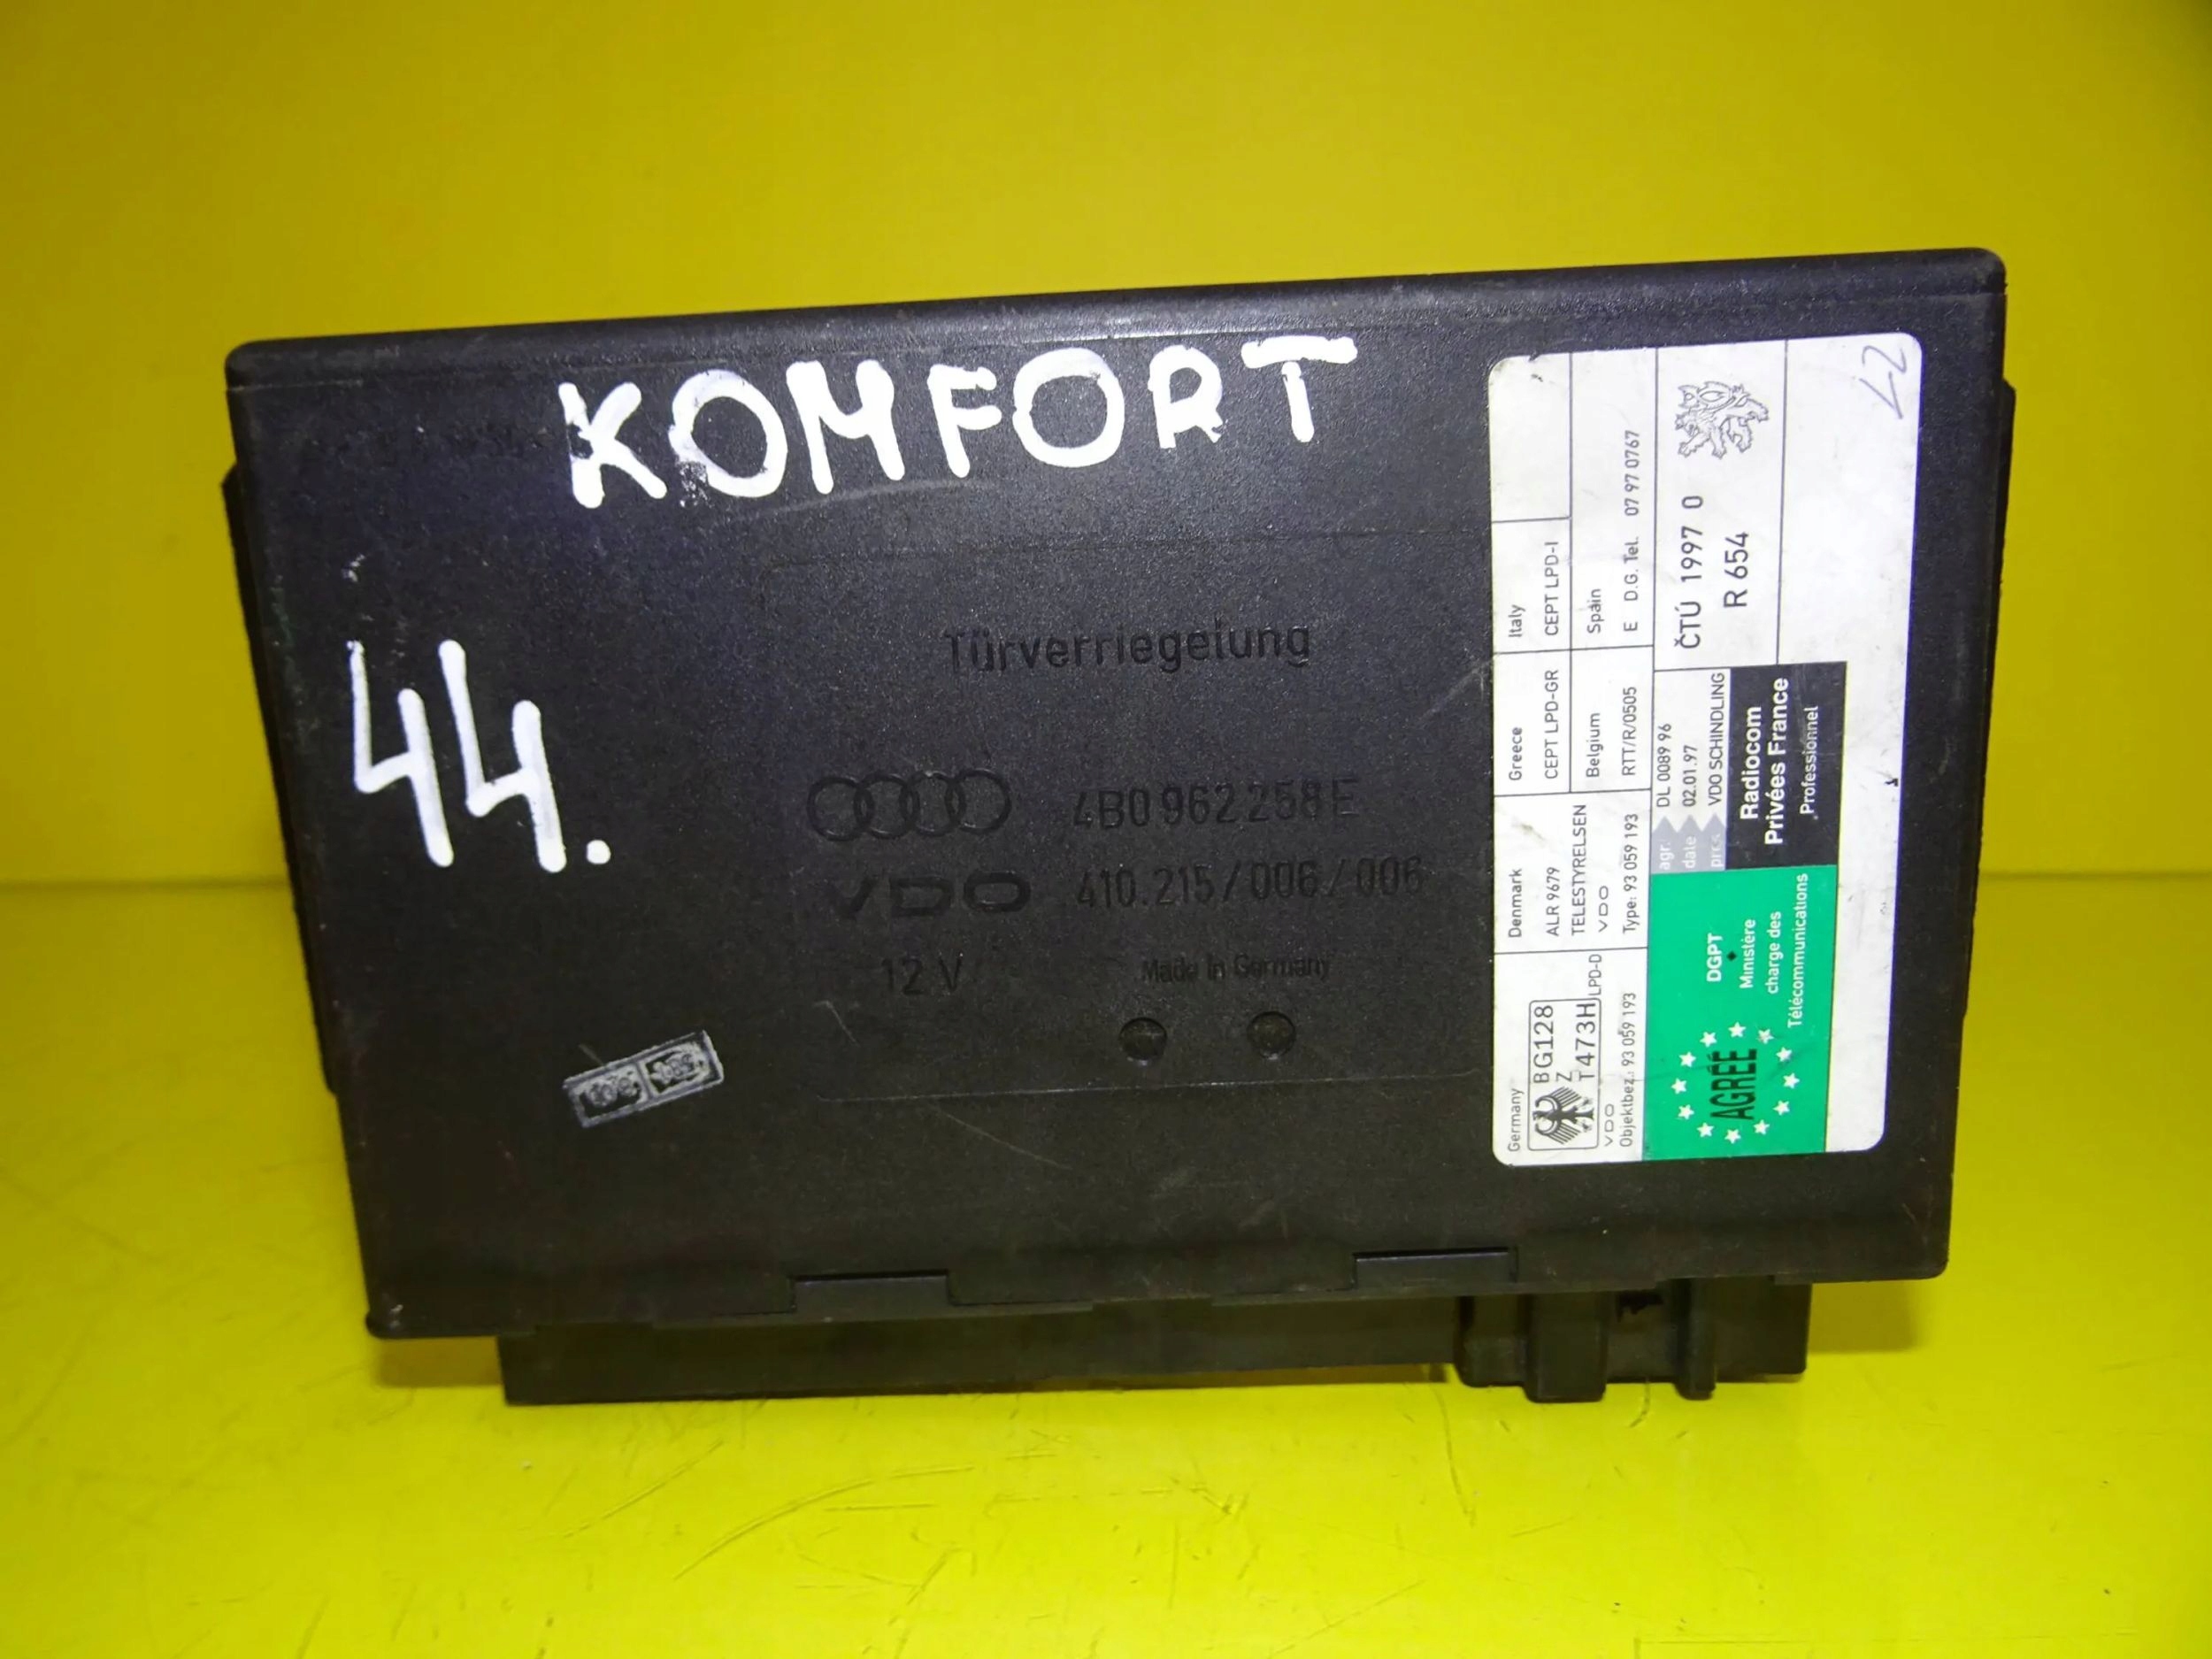 KOMFORT
44.
Türverriegelung
4B0 962 258 E
VDO 410.215/006/006
12 V Made in Germany
Italy
CEPT LPD-I
Spain
E D.G. Tel. 07 97 0767
ČTÚ 1997 0
R 654
Greece
CEPT LPD-GR
Belgium
RTT/R/0505
agr. DL 0089 96
date 02.01.97
VDO SCHINDLING
Radiocom
Privées France
Professionnel
Denmark
ALR 9679
TELESTYRELSEN
VDO
Type: 93 059 193
Germany
BG128
Z
T473H LPD-D
VDO
Objektbez.: 93 059 193
AGRÉÉ
DGPT
Ministère
chargé des
Télécommunications